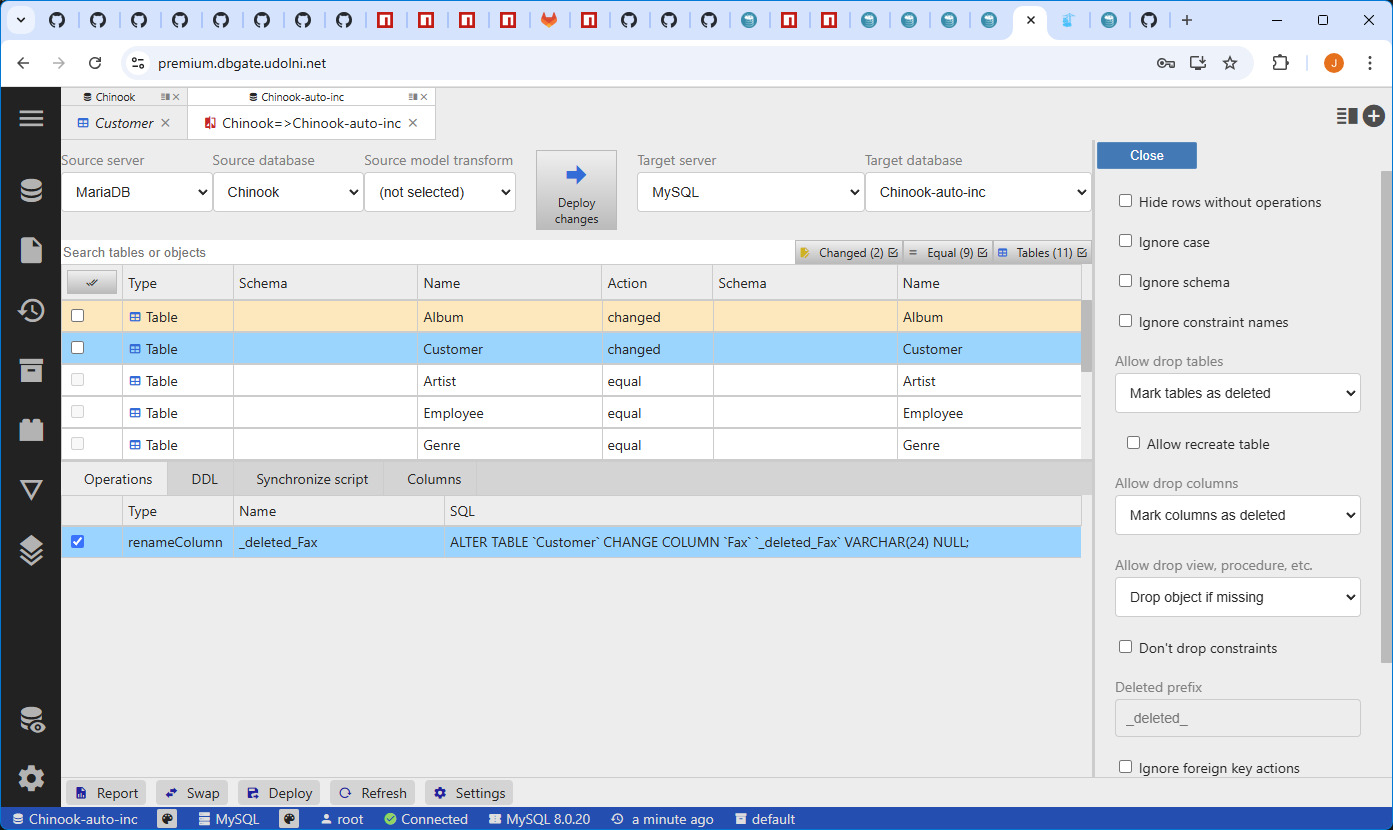 premium.dbgate.udolni.net
J
Chinook
Chinook-auto-inc
Customer
Chinook=>Chinook-auto-inc
Source server
Source database
Source model transform
Target server
Target database
MariaDB
Chinook
(not selected)
Deploy
changes
MySQL
Chinook-auto-inc
Search tables or objects
Changed (2)
Equal (9)
Tables (11)
Type Schema Name Action Schema Name
Table Album changed Album
Table Customer changed Customer
Table Artist equal Artist
Table Employee equal Employee
Table Genre equal Genre
Operations DDL Synchronize script Columns
Type Name SQL
renameColumn _deleted_Fax ALTER TABLE `Customer` CHANGE COLUMN `Fax` `_deleted_Fax` VARCHAR(24) NULL;
Close
Hide rows without operations
Ignore case
Ignore schema
Ignore constraint names
Allow drop tables
Mark tables as deleted
Allow recreate table
Allow drop columns
Mark columns as deleted
Allow drop view, procedure, etc.
Drop object if missing
Don't drop constraints
Deleted prefix
_deleted_
Ignore foreign key actions
Report Swap Deploy Refresh Settings
Chinook-auto-inc MySQL root Connected MySQL 8.0.20 a minute ago default